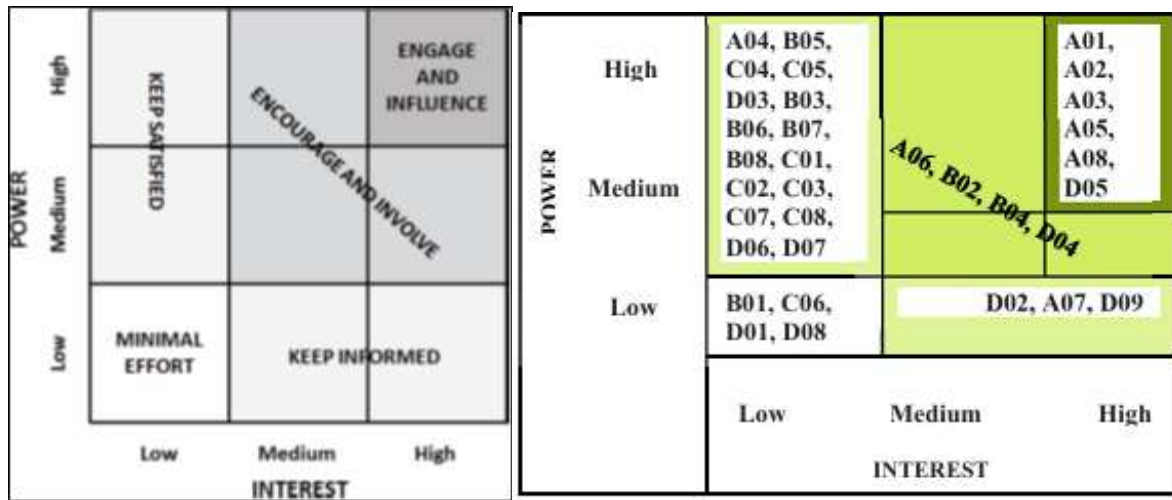 POWER
High
Medium
Low
KEEP SATISFIED
ENCOURAGE AND INVOLVE
ENGAGE
AND
INFLUENCE
MINIMAL
EFFORT
KEEP INFORMED
Low
Medium
High
INTEREST
POWER
High
Medium
Low
A04, B05,
C04, C05,
D03, B03,
B06, B07,
B08, C01,
C02, C03,
C07, C08,
D06, D07
A06, B02, B04, D04
A01,
A02,
A03,
A05,
A08,
D05
B01, C06,
D01, D08
D02, A07, D09
Low
Medium
High
INTEREST